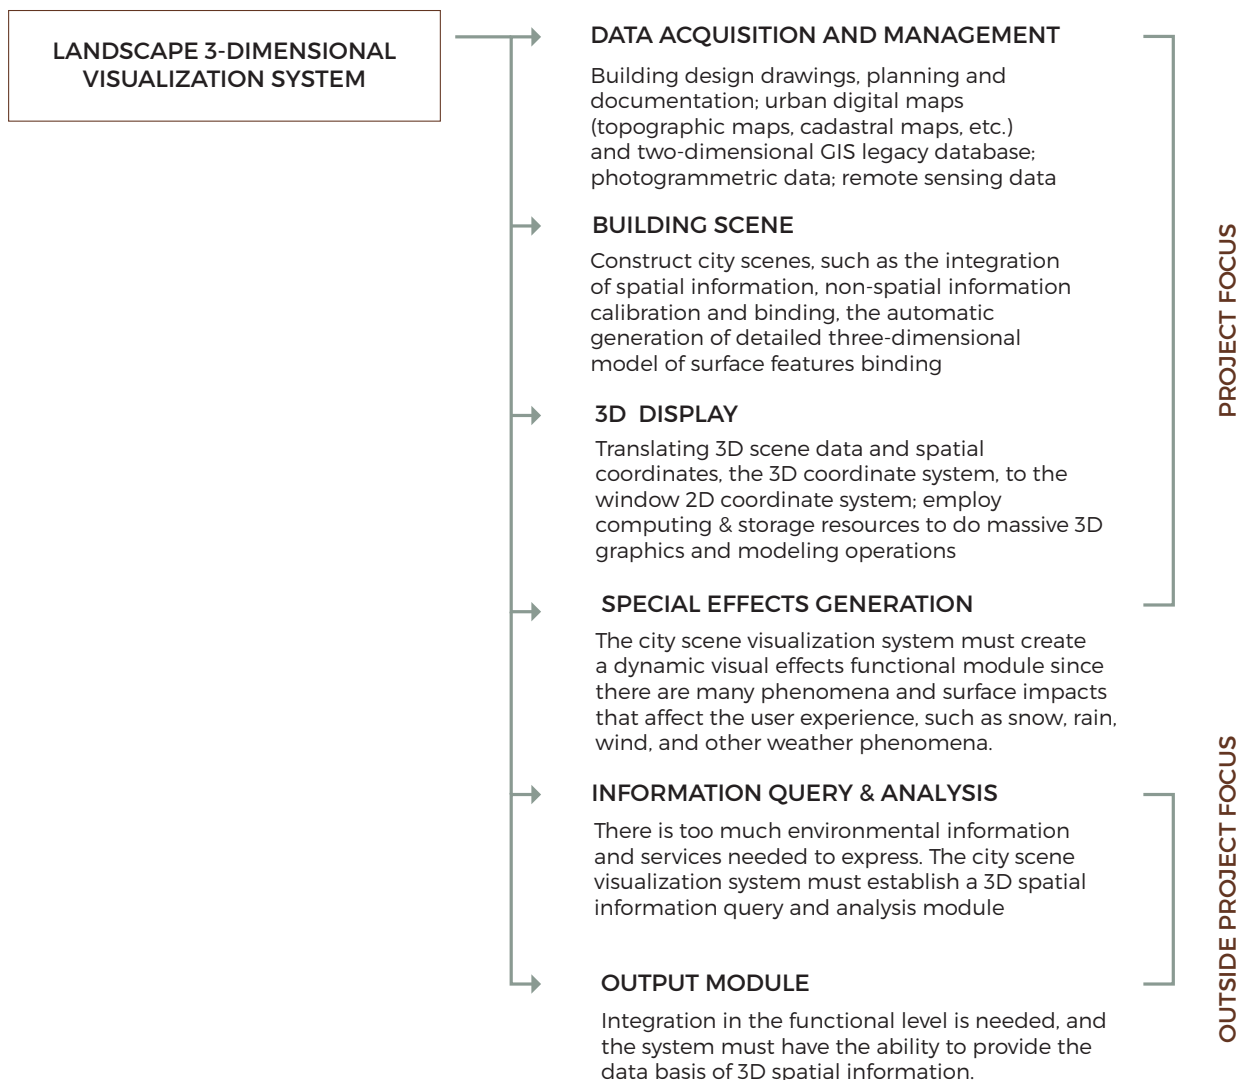 LANDSCAPE 3-DIMENSIONAL
VISUALIZATION SYSTEM
DATA ACQUISITION AND MANAGEMENT
Building design drawings, planning and
documentation; urban digital maps
(topographic maps, cadastral maps, etc.)
and two-dimensional GIS legacy database;
photogrammetric data; remote sensing data
BUILDING SCENE
Construct city scenes, such as the integration
of spatial information, non-spatial information
calibration and binding, the automatic
generation of detailed three-dimensional
model of surface features binding
3D DISPLAY
Translating 3D scene data and spatial
coordinates, the 3D coordinate system, to the
window 2D coordinate system; employ
computing & storage resources to do massive 3D
graphics and modeling operations
SPECIAL EFFECTS GENERATION
The city scene visualization system must create
a dynamic visual effects functional module since
there are many phenomena and surface impacts
that affect the user experience, such as snow, rain,
wind, and other weather phenomena.
PROJECT FOCUS
INFORMATION QUERY & ANALYSIS
There is too much environmental information
and services needed to express. The city scene
visualization system must establish a 3D spatial
information query and analysis module
OUTPUT MODULE
Integration in the functional level is needed, and
the system must have the ability to provide the
data basis of 3D spatial information.
OUTSIDE PROJECT FOCUS